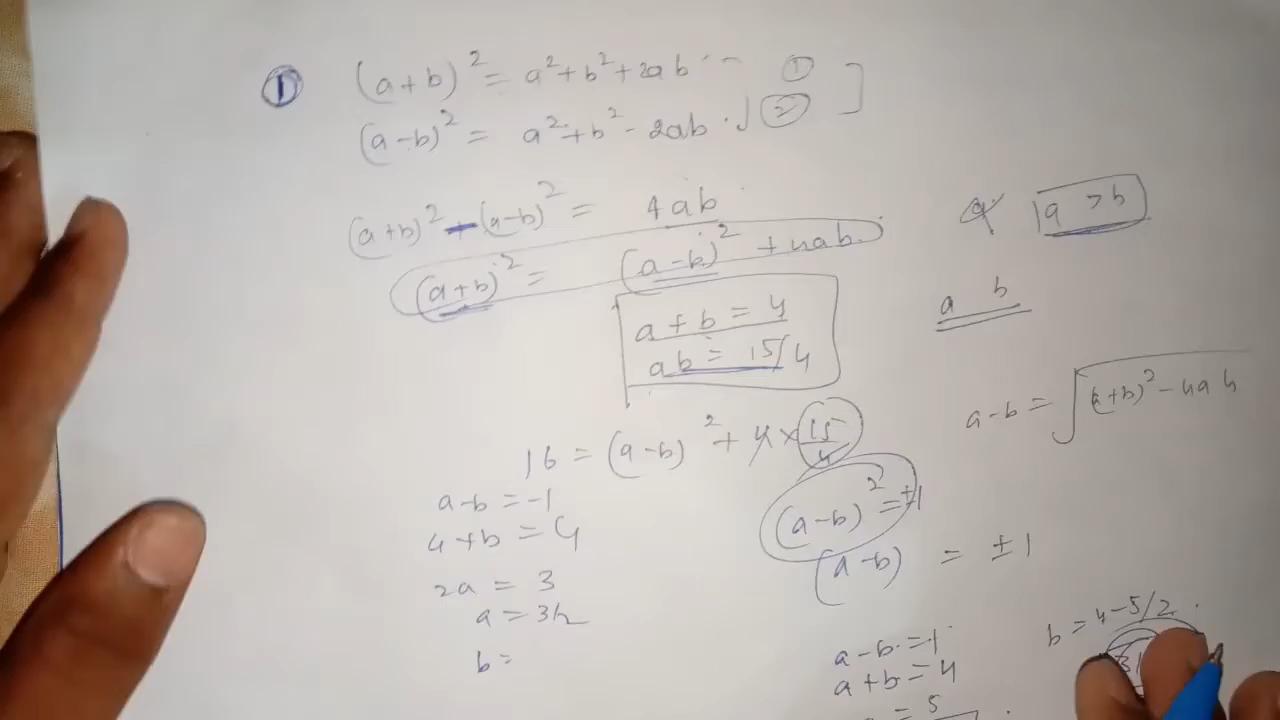 ① (a+b)² = a²+b²+2ab -- ①
(a-b)² = a²+b²-2ab. ②
(a+b)² - (a-b)² = 4ab
a > b
(a+b)² = (a-b)² + 4ab.
a b
a+b = 4
ab = 15/4
a-b = √(a+b)²-4ab
16 = (a-b)² + 4 × 15/4
a-b = -1
(a-b)² = ±1
4+b = 4
(a-b) = ±1
2a = 3
a = 3/2
b = 4-5/2.
b =
a-b = 1
a+b = 4
= 5